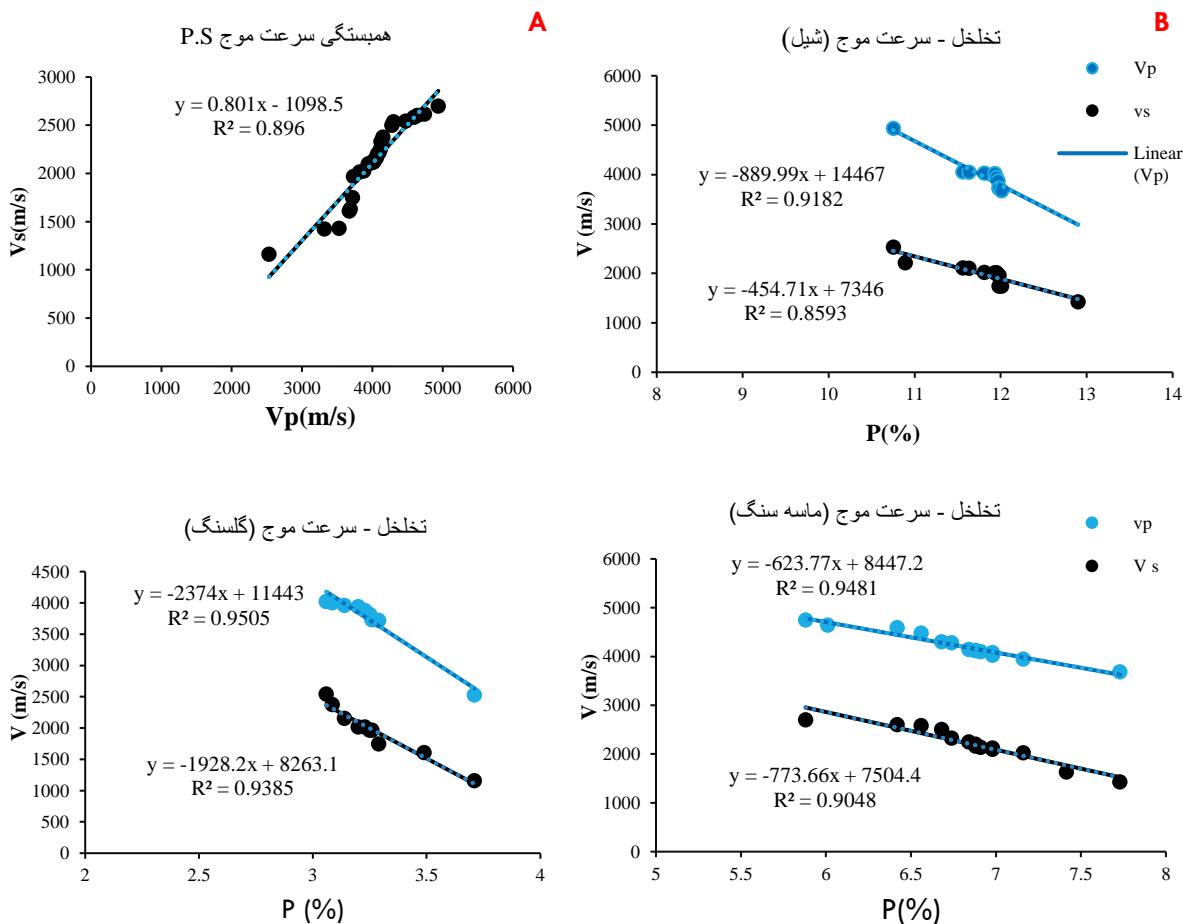 A
همبستگی سرعت موج P.S
y = 0.801x - 1098.5
R² = 0.896
Vs(m/s)
3000
2500
2000
1500
1000
500
0
0 1000 2000 3000 4000 5000 6000
Vp(m/s)
B
تخلخل - سرعت موج (شیل)
Vp
vs
Linear
(Vp)
y = -889.99x + 14467
R² = 0.9182
y = -454.71x + 7346
R² = 0.8593
V (m/s)
6000
5000
4000
3000
2000
1000
0
8 9 10 11 12 13 14
P(%)
تخلخل - سرعت موج (گلسنگ)
y = -2374x + 11443
R² = 0.9505
y = -1928.2x + 8263.1
R² = 0.9385
V (m/s)
4500
4000
3500
3000
2500
2000
1500
1000
500
0
2 2.5 3 3.5 4
P (%)
تخلخل - سرعت موج (ماسه سنگ)
vp
V s
y = -623.77x + 8447.2
R² = 0.9481
y = -773.66x + 7504.4
R² = 0.9048
V (m/s)
6000
5000
4000
3000
2000
1000
0
5 5.5 6 6.5 7 7.5 8
P(%)